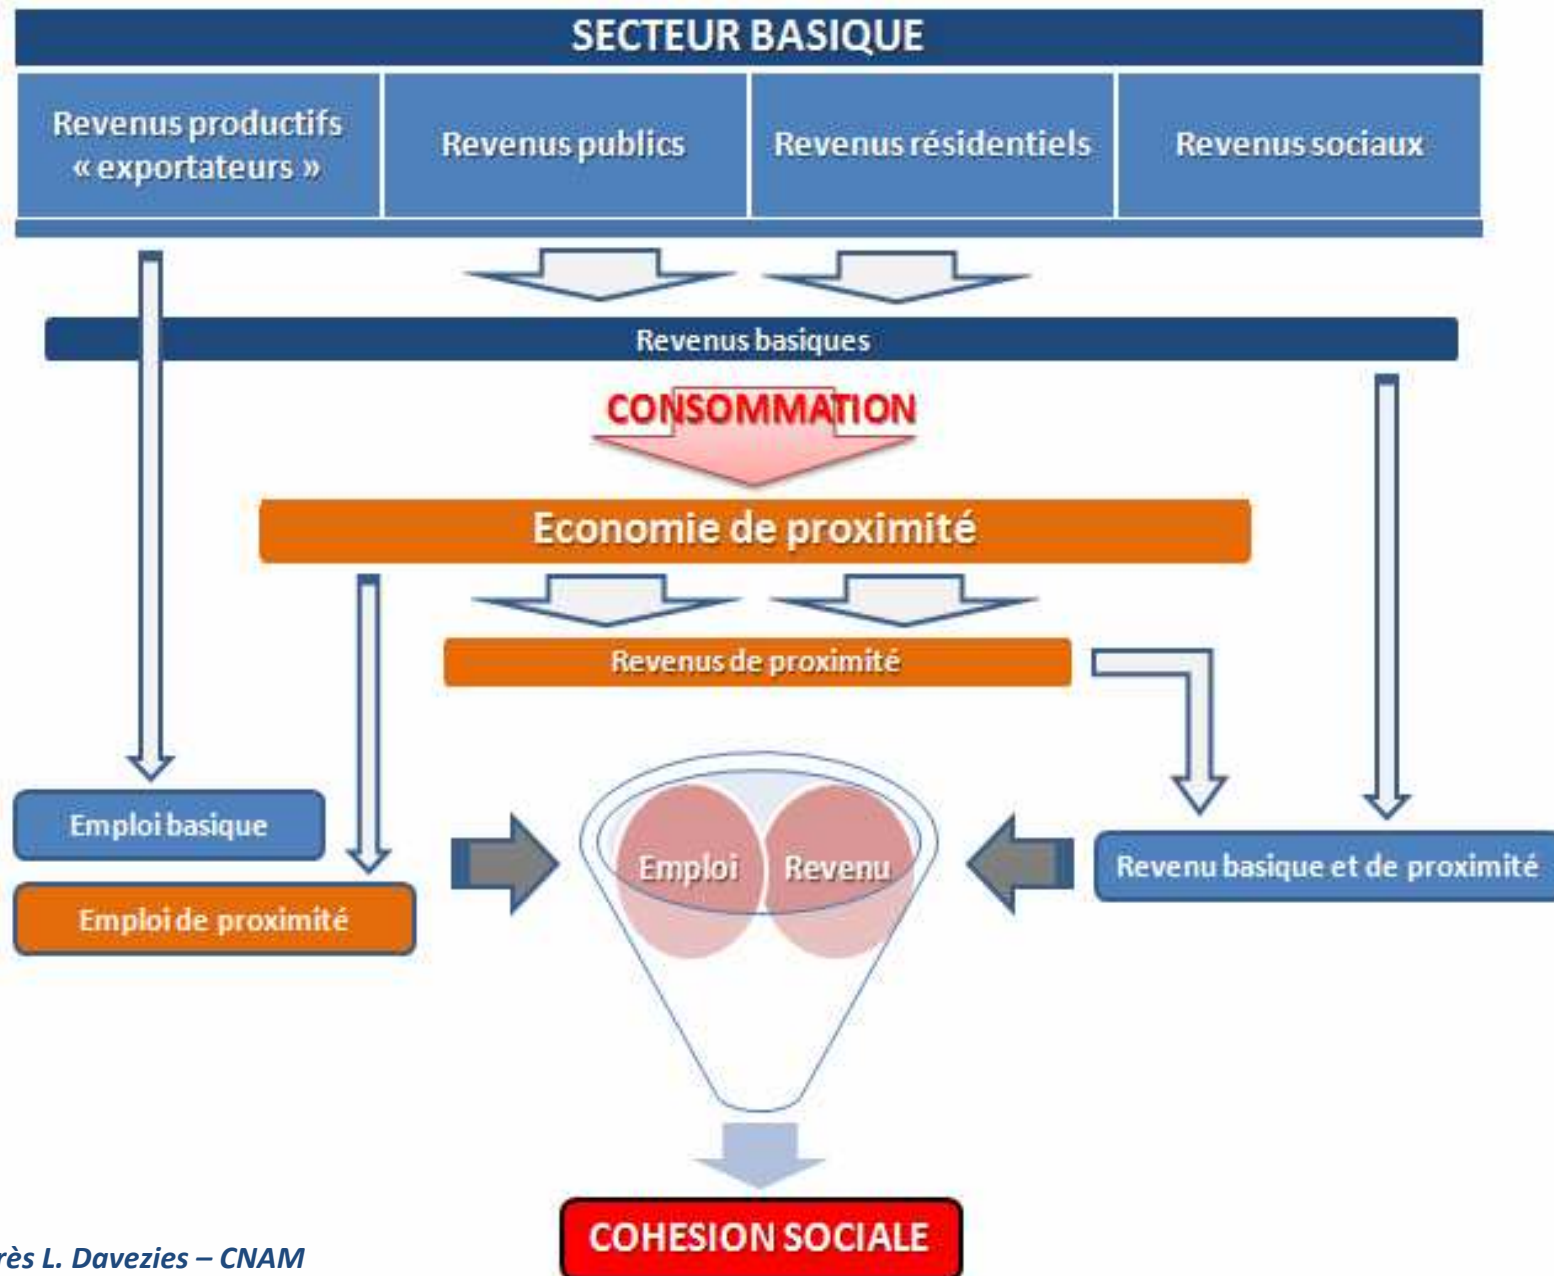 SECTEUR BASIQUE
Revenus productifs
« exportateurs »
Revenus publics
Revenus résidentiels
Revenus sociaux
Revenus basiques
CONSOMMATION
Economie de proximité
Revenus de proximité
Emploi basique
Emploi de proximité
Emploi
Revenu
Revenu basique et de proximité
COHESION SOCIALE
rès L. Davezies – CNAM